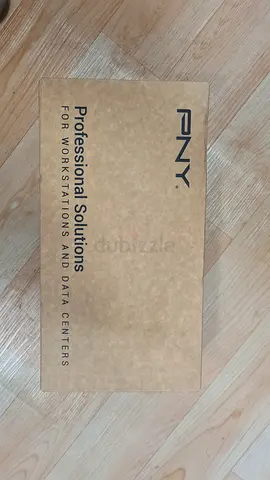 PNY®
Professional Solutions
FOR WORKSTATIONS AND DATA CENTERS
dubizzle